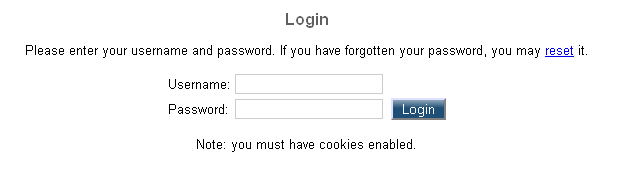 Login
Please enter your username and password. If you have forgotten your password, you may reset it.
Username:
Password: Login
Note: you must have cookies enabled.